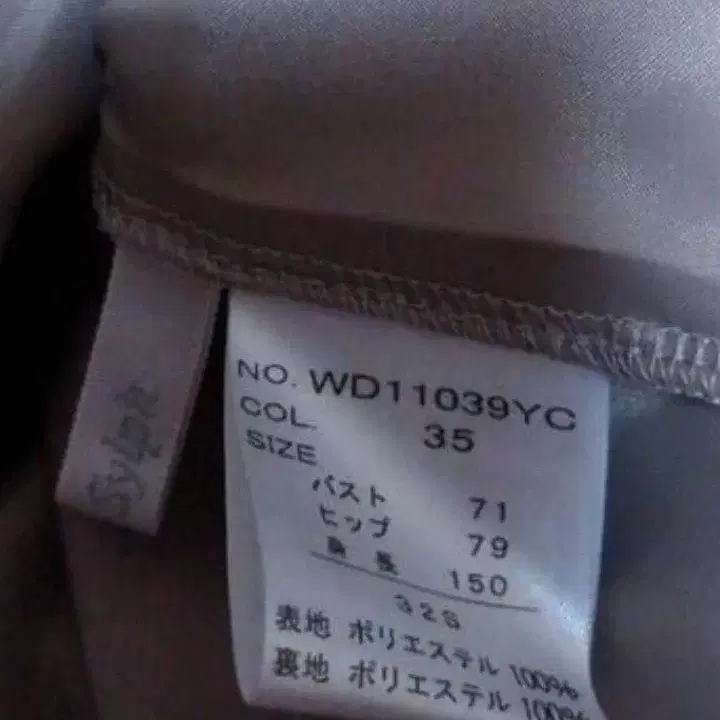 Sylph
NO. WD11039YC
COL. 35
SIZE
バスト 71
ヒップ 79
身長 150
32S
表地 ポリエステル 100%
裏地 ポリエステル 100%